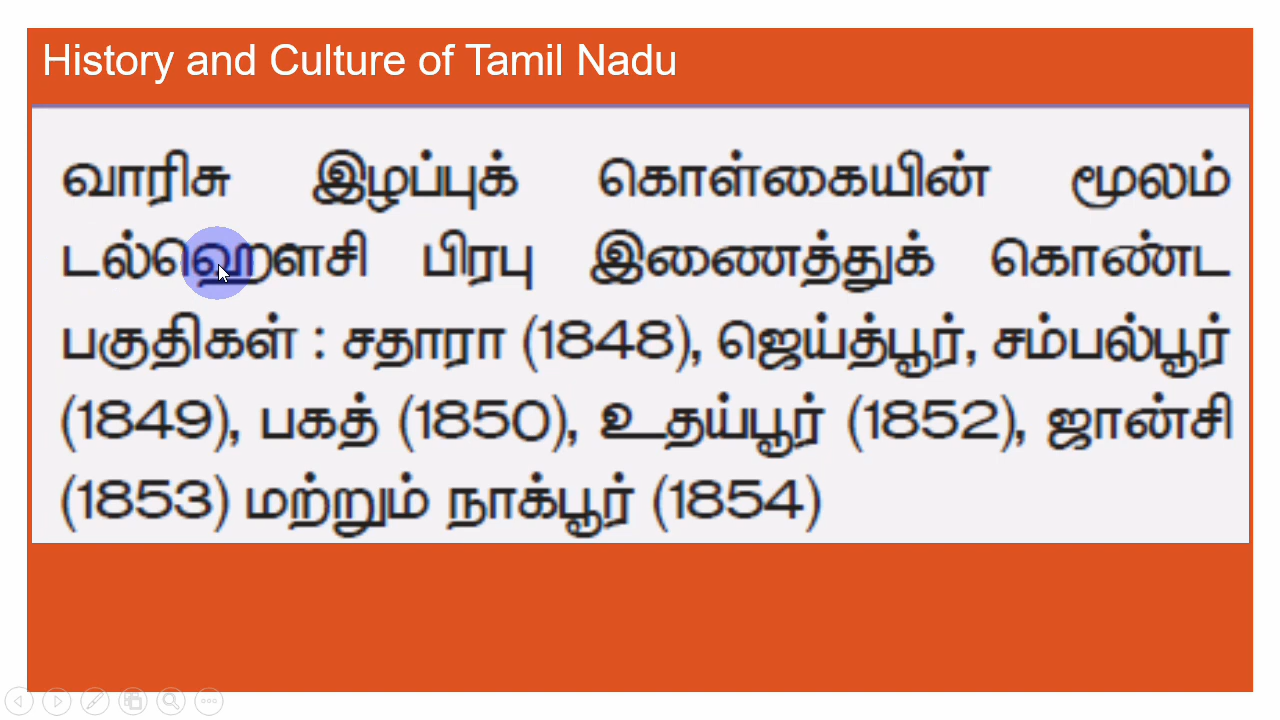 History and Culture of Tamil Nadu
வாரிசு இழப்புக் கொள்கையின் மூலம்
டல்ஹௌசி பிரபு இணைத்துக் கொண்ட
பகுதிகள் : சதாரா (1848), ஜெய்த்பூர், சம்பல்பூர்
(1849), பகத் (1850), உதய்பூர் (1852), ஜான்சி
(1853) மற்றும் நாக்பூர் (1854)